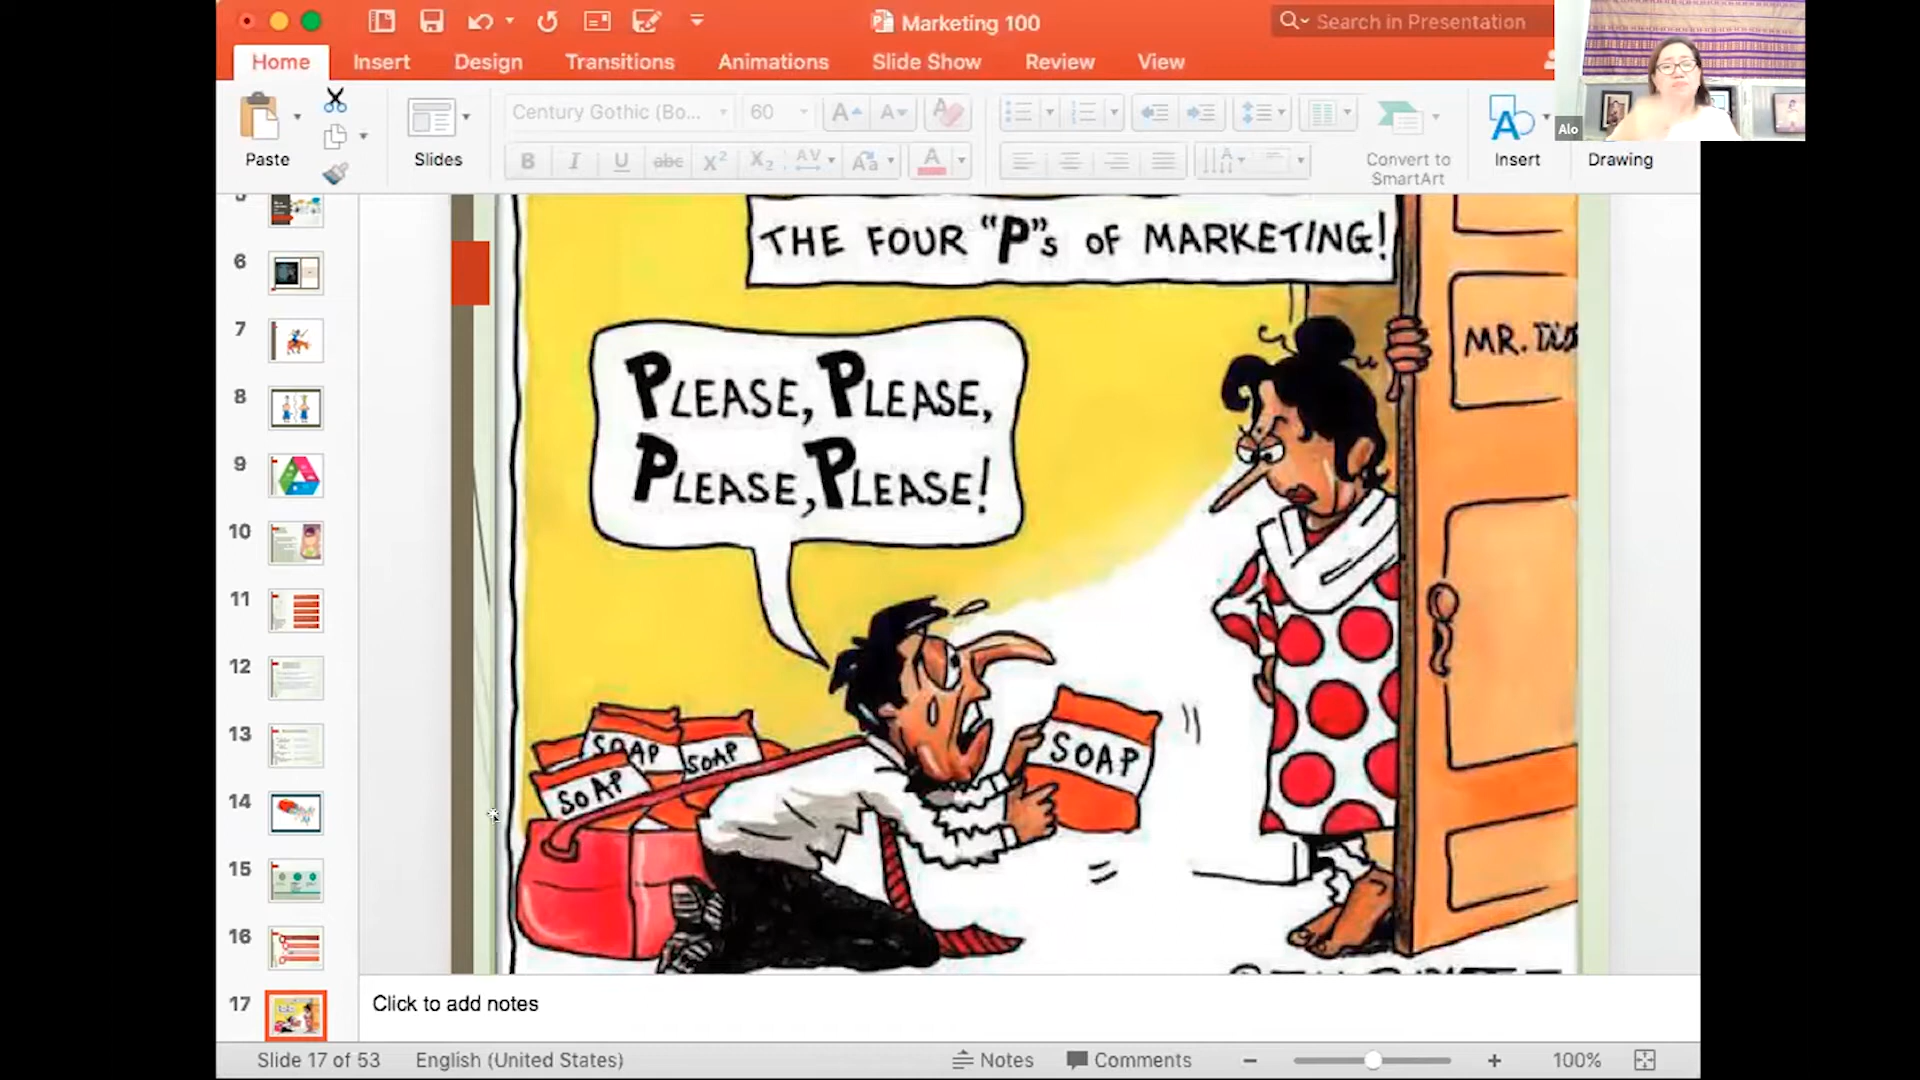 Marketing 100
Search in Presentation
Home Insert Design Transitions Animations Slide Show Review View
Century Gothic (Bo... 60
Paste Slides Convert to SmartArt Insert Drawing
Alo
THE FOUR “P”s OF MARKETING!
PLEASE, PLEASE,
PLEASE, PLEASE!
MR.
SOAP SOAP
SOAP
SOAP
6
7
8
9
10
11
12
13
14
15
16
17
Click to add notes
Slide 17 of 53 English (United States) Notes Comments 100%